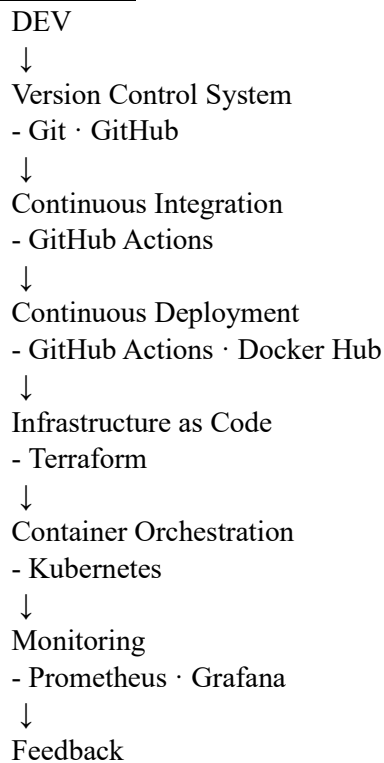 DEV
↓
Version Control System
- Git · GitHub
↓
Continuous Integration
- GitHub Actions
↓
Continuous Deployment
- GitHub Actions · Docker Hub
↓
Infrastructure as Code
- Terraform
↓
Container Orchestration
- Kubernetes
↓
Monitoring
- Prometheus · Grafana
↓
Feedback